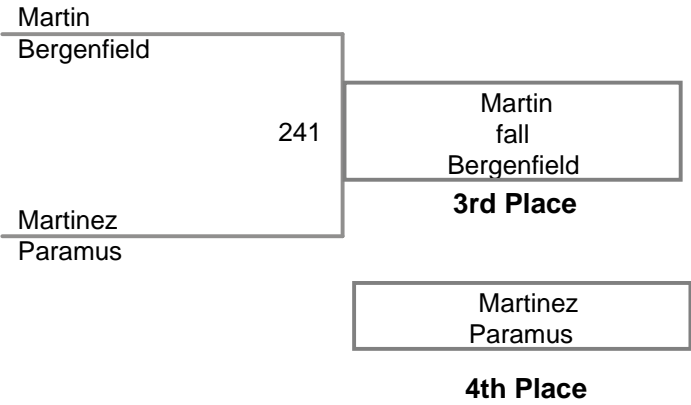 Martin
Bergenfield
241
Martin
fall
Bergenfield
3rd Place
Martinez
Paramus
Martinez
Paramus
4th Place